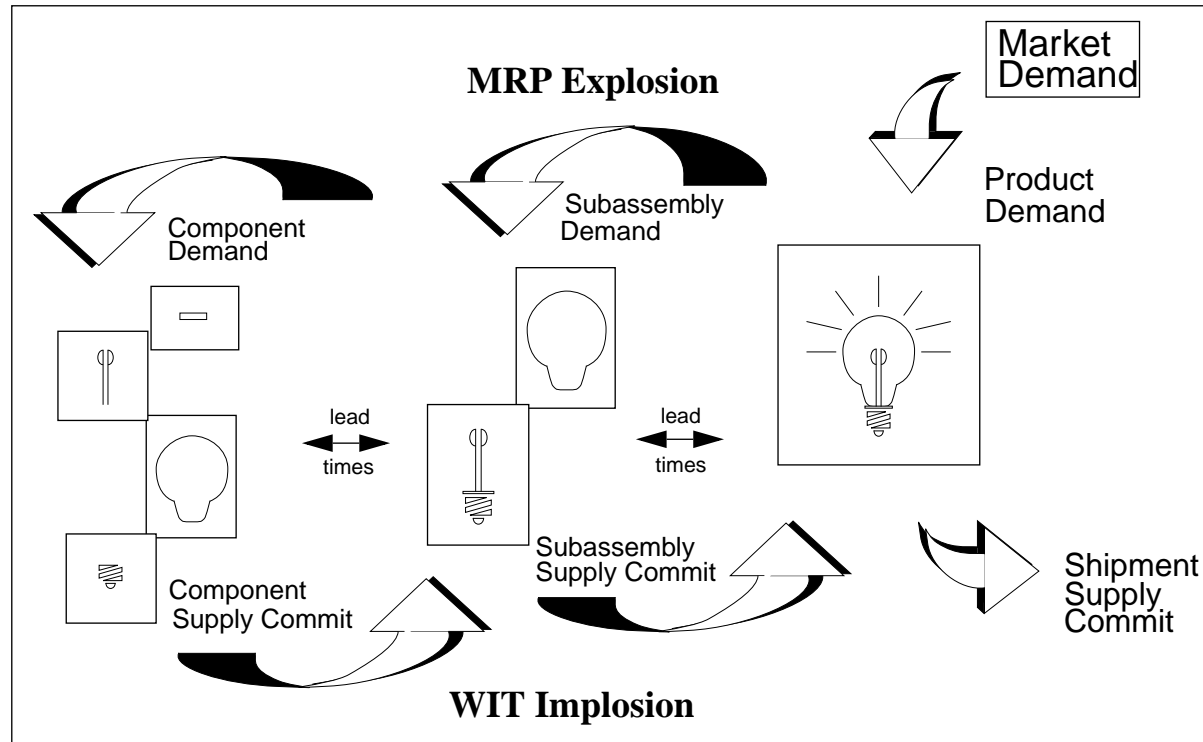 Market
Demand
MRP Explosion
Product
Demand
Component
Demand
Subassembly
Demand
lead
times
lead
times
Component
Supply Commit
Subassembly
Supply Commit
Shipment
Supply
Commit
WIT Implosion